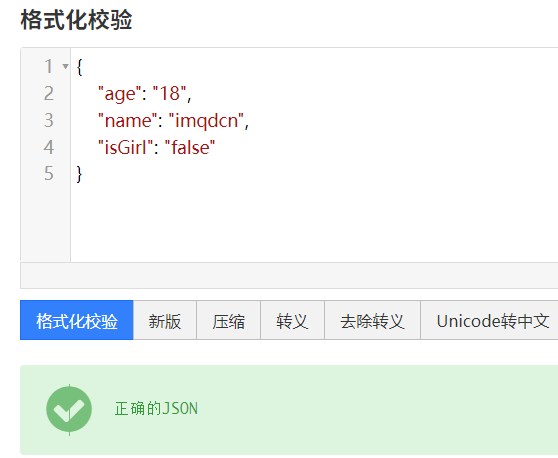 格式化校验
1 {
2 "age": "18",
3 "name": "imqdcn",
4 "isGirl": "false"
5 }
格式化校验 新版 压缩 转义 去除转义 Unicode转中文
正确的JSON